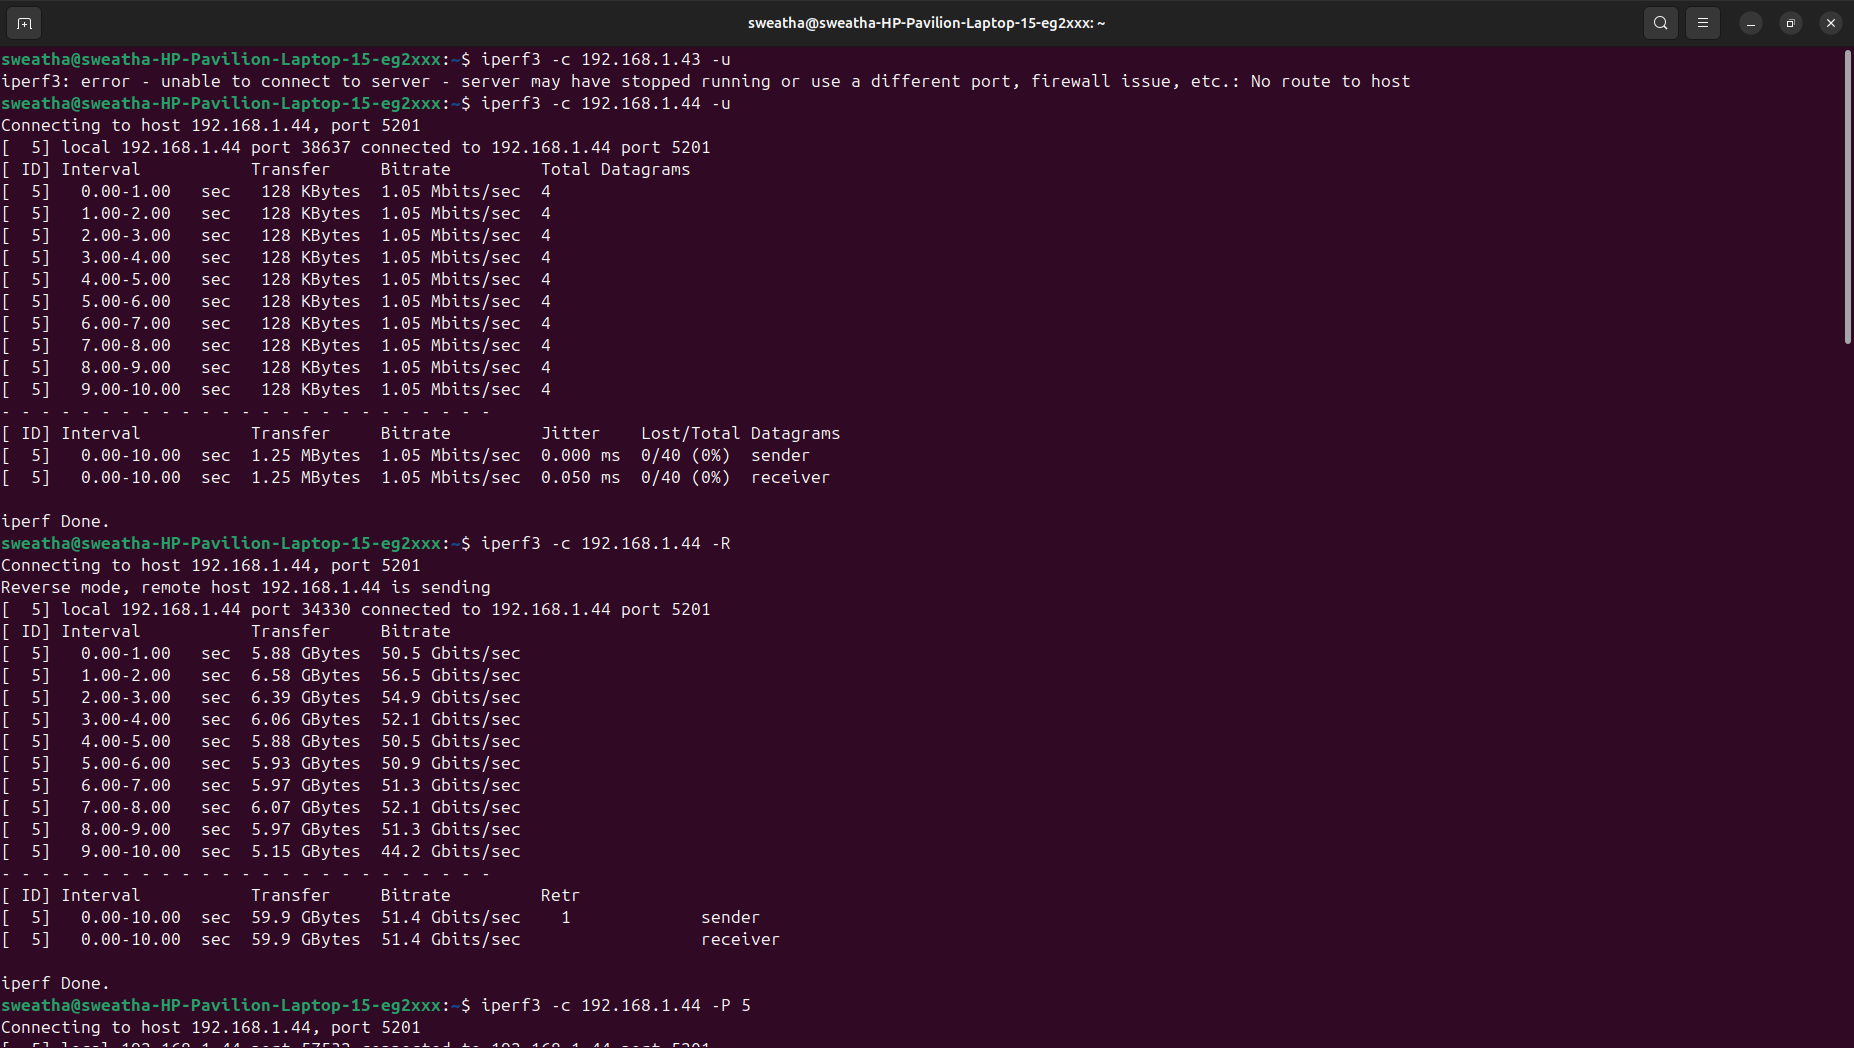 sweatha@sweatha-HP-Pavilion-Laptop-15-eg2xxx: ~
sweatha@sweatha-HP-Pavilion-Laptop-15-eg2xxx:~$ iperf3 -c 192.168.1.43 -u
iperf3: error - unable to connect to server - server may have stopped running or use a different port, firewall issue, etc.: No route to host
sweatha@sweatha-HP-Pavilion-Laptop-15-eg2xxx:~$ iperf3 -c 192.168.1.44 -u
Connecting to host 192.168.1.44, port 5201
[  5] local 192.168.1.44 port 38637 connected to 192.168.1.44 port 5201
[ ID] Interval           Transfer     Bitrate         Total Datagrams
[  5]   0.00-1.00   sec   128 KBytes  1.05 Mbits/sec  4
[  5]   1.00-2.00   sec   128 KBytes  1.05 Mbits/sec  4
[  5]   2.00-3.00   sec   128 KBytes  1.05 Mbits/sec  4
[  5]   3.00-4.00   sec   128 KBytes  1.05 Mbits/sec  4
[  5]   4.00-5.00   sec   128 KBytes  1.05 Mbits/sec  4
[  5]   5.00-6.00   sec   128 KBytes  1.05 Mbits/sec  4
[  5]   6.00-7.00   sec   128 KBytes  1.05 Mbits/sec  4
[  5]   7.00-8.00   sec   128 KBytes  1.05 Mbits/sec  4
[  5]   8.00-9.00   sec   128 KBytes  1.05 Mbits/sec  4
[  5]   9.00-10.00  sec   128 KBytes  1.05 Mbits/sec  4
- - - - - - - - - - - - - - - - - - - - - - - - -
[ ID] Interval           Transfer     Bitrate         Jitter    Lost/Total Datagrams
[  5]   0.00-10.00  sec  1.25 MBytes  1.05 Mbits/sec  0.000 ms  0/40 (0%)  sender
[  5]   0.00-10.00  sec  1.25 MBytes  1.05 Mbits/sec  0.050 ms  0/40 (0%)  receiver

iperf Done.
sweatha@sweatha-HP-Pavilion-Laptop-15-eg2xxx:~$ iperf3 -c 192.168.1.44 -R
Connecting to host 192.168.1.44, port 5201
Reverse mode, remote host 192.168.1.44 is sending
[  5] local 192.168.1.44 port 34330 connected to 192.168.1.44 port 5201
[ ID] Interval           Transfer     Bitrate
[  5]   0.00-1.00   sec  5.88 GBytes  50.5 Gbits/sec
[  5]   1.00-2.00   sec  6.58 GBytes  56.5 Gbits/sec
[  5]   2.00-3.00   sec  6.39 GBytes  54.9 Gbits/sec
[  5]   3.00-4.00   sec  6.06 GBytes  52.1 Gbits/sec
[  5]   4.00-5.00   sec  5.88 GBytes  50.5 Gbits/sec
[  5]   5.00-6.00   sec  5.93 GBytes  50.9 Gbits/sec
[  5]   6.00-7.00   sec  5.97 GBytes  51.3 Gbits/sec
[  5]   7.00-8.00   sec  6.07 GBytes  52.1 Gbits/sec
[  5]   8.00-9.00   sec  5.97 GBytes  51.3 Gbits/sec
[  5]   9.00-10.00  sec  5.15 GBytes  44.2 Gbits/sec
- - - - - - - - - - - - - - - - - - - - - - - - -
[ ID] Interval           Transfer     Bitrate         Retr
[  5]   0.00-10.00  sec  59.9 GBytes  51.4 Gbits/sec    1             sender
[  5]   0.00-10.00  sec  59.9 GBytes  51.4 Gbits/sec                  receiver

iperf Done.
sweatha@sweatha-HP-Pavilion-Laptop-15-eg2xxx:~$ iperf3 -c 192.168.1.44 -P 5
Connecting to host 192.168.1.44, port 5201
[  5] local 192.168.1.44 port connected to 192.168.1.44 port 5201